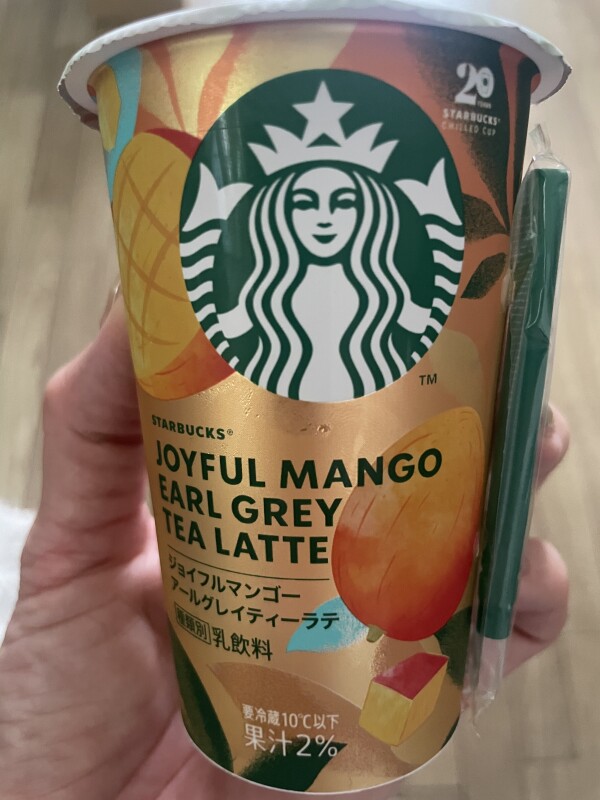 20
YEARS
STARBUCKS®
CHILLED CUP
TM
STARBUCKS®
JOYFUL MANGO
EARL GREY
TEA LATTE
ジョイフルマンゴー
アールグレイティーラテ
種類別 乳飲料
要冷蔵10℃以下
果汁2%